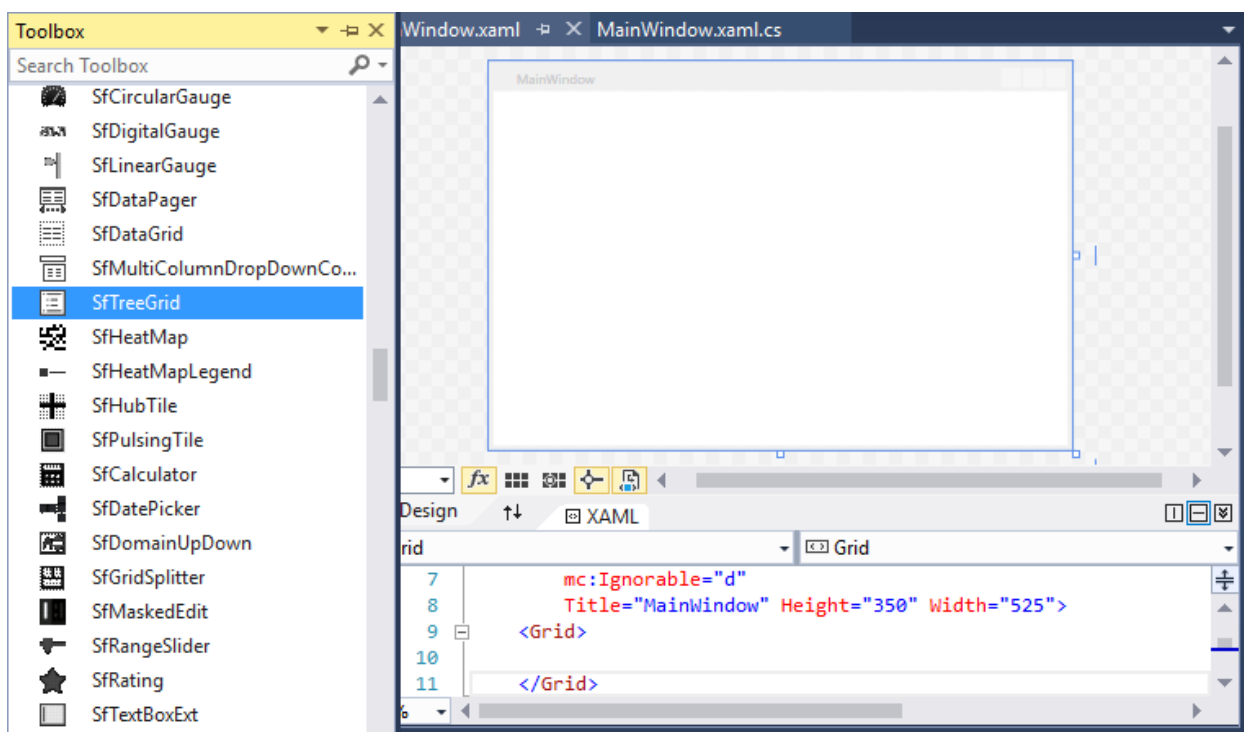 Toolbox
Search Toolbox
SfCircularGauge
SfDigitalGauge
SfLinearGauge
SfDataPager
SfDataGrid
SfMultiColumnDropDownCo...
SfTreeGrid
SfHeatMap
SfHeatMapLegend
SfHubTile
SfPulsingTile
SfCalculator
SfDatePicker
SfDomainUpDown
SfGridSplitter
SfMaskedEdit
SfRangeSlider
SfRating
SfTextBoxExt
Window.xaml MainWindow.xaml.cs
MainWindow
fx
Design XAML
rid Grid
7 mc:Ignorable="d"
8 Title="MainWindow" Height="350" Width="525">
9 <Grid>
10
11 </Grid>
%